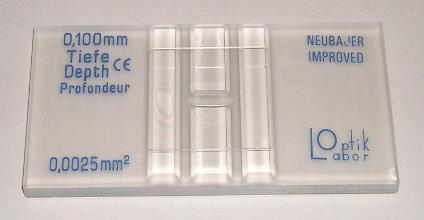 0,100mm
Tiefe
Depth CE
Profondeur
0,0025mm²
NEUBAUER
IMPROVED
Optik
Labor